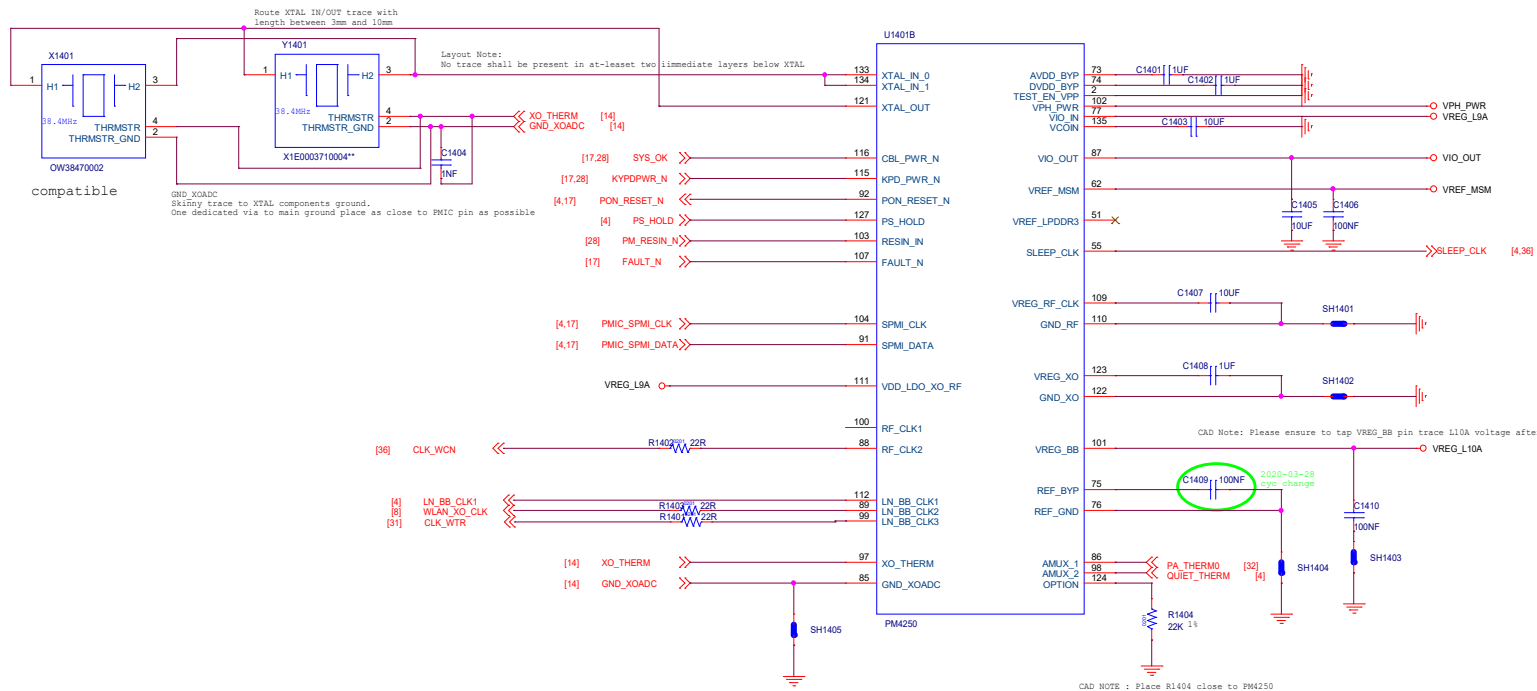 Route XTAL IN/OUT trace with
length between 3mm and 10mm
X1401
1
H1
H2
3
38.4MHz
THRMSTR
4
THRMSTR_GND
2
OW38470002
compatible
Y1401
1
H1
H2
3
38.4MHz
THRMSTR
4
THRMSTR_GND
2
X1E0003710004**
Layout Note:
No trace shall be present in at-leaset two iimmediate layers below XTAL
XO_THERM [14]
GND_XOADC [14]
C1404
1NF
GND_XOADC
Skinny trace to XTAL components ground.
One dedicated via to main ground place as close to PMIC pin as possible
U1401B
133 XTAL_IN_0
134 XTAL_IN_1
121 XTAL_OUT
[17,28] SYS_OK 116 CBL_PWR_N
[17,28] KYPDPWR_N 115 KPD_PWR_N
[4,17] PON_RESET_N 92 PON_RESET_N
[4] PS_HOLD 127 PS_HOLD
[28] PM_RESIN_N 103 RESIN_IN
[17] FAULT_N 107 FAULT_N
[4,17] PMIC_SPMI_CLK 104 SPMI_CLK
[4,17] PMIC_SPMI_DATA 91 SPMI_DATA
VREG_L9A 111 VDD_LDO_XO_RF
100 RF_CLK1
[36] CLK_WCN R1402 0201 22R 88 RF_CLK2
[4] LN_BB_CLK1 112 LN_BB_CLK1
[8] WLAN_XO_CLK R1403 22R 89 LN_BB_CLK2
[31] CLK_WTR R1401 22R 99 LN_BB_CLK3
[14] XO_THERM 97 XO_THERM
[14] GND_XOADC 85 GND_XOADC
SH1405
PM4250
AVDD_BYP 73 C1401 1UF
DVDD_BYP 74 C1402 1UF
TEST_EN_VPP 2
VPH_PWR 102 VPH_PWR
VIO_IN 77 VREG_L9A
VCOIN 135 C1403 10UF
VIO_OUT 87 VIO_OUT
VREF_MSM 62 VREF_MSM
C1405
10UF
C1406
100NF
VREF_LPDDR3 51
SLEEP_CLK 55 SLEEP_CLK [4,36]
VREG_RF_CLK 109 C1407 10UF
GND_RF 110 SH1401
VREG_XO 123 C1408 1UF
GND_XO 122 SH1402
CAD Note: Please ensure to tap VREG_BB pin trace L10A voltage afte
VREG_BB 101 VREG_L10A
REF_BYP 75 C1409 100NF
2020-03-28
cyc change
REF_GND 76
C1410
100NF
SH1403
SH1404
AMUX_1 86 PA_THERM0 [32]
AMUX_2 98 QUIET_THERM [4]
OPTION 124
0201
R1404
22K 1%
CAD NOTE : Place R1404 close to PM4250